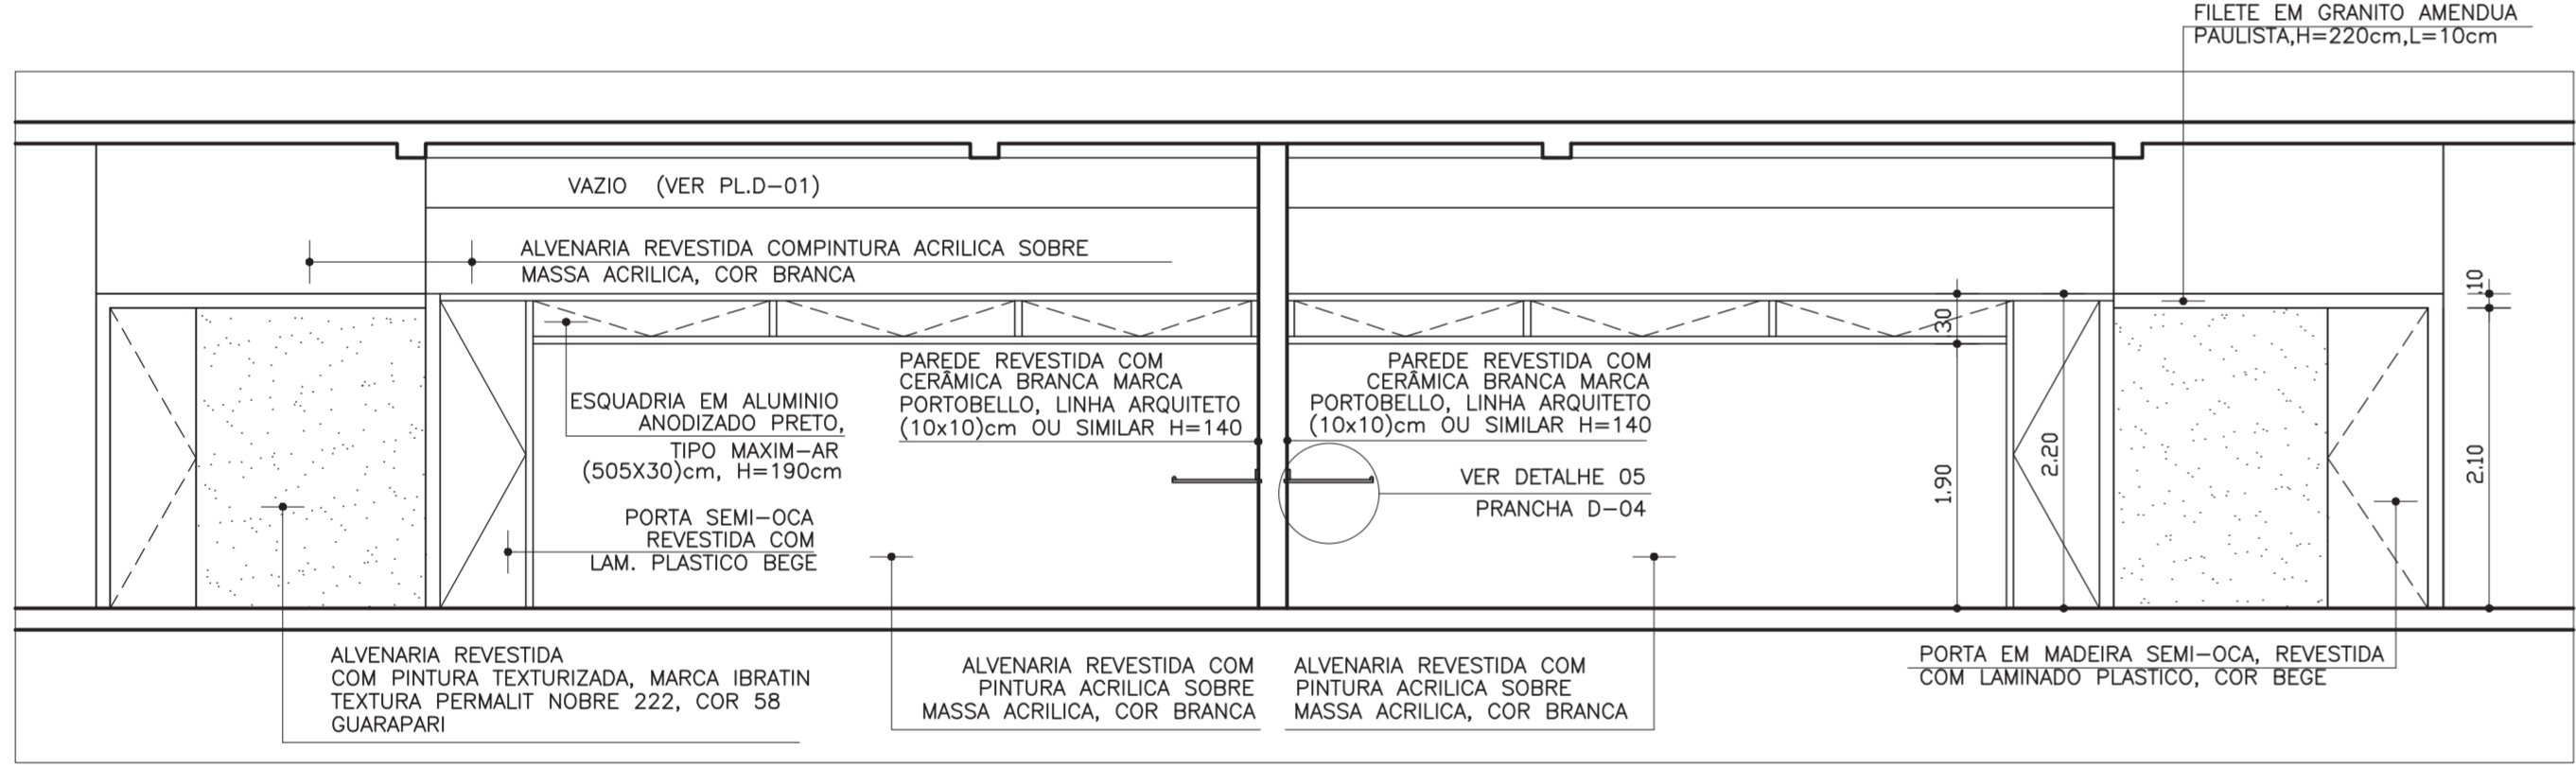 FILETE EM GRANITO AMENDUA
PAULISTA,H=220cm,L=10cm
VAZIO (VER PL.D-01)
ALVENARIA REVESTIDA COMPINTURA ACRILICA SOBRE
MASSA ACRILICA, COR BRANCA
.10
30
PAREDE REVESTIDA COM
CERÂMICA BRANCA MARCA
PORTOBELLO, LINHA ARQUITETO
(10x10)cm OU SIMILAR H=140
PAREDE REVESTIDA COM
CERÂMICA BRANCA MARCA
PORTOBELLO, LINHA ARQUITETO
(10x10)cm OU SIMILAR H=140
ESQUADRIA EM ALUMINIO
ANODIZADO PRETO,
TIPO MAXIM-AR
(505X30)cm, H=190cm
VER DETALHE 05
PRANCHA D-04
1.90
2.20
2.10
PORTA SEMI-OCA
REVESTIDA COM
LAM. PLASTICO BEGE
ALVENARIA REVESTIDA
COM PINTURA TEXTURIZADA, MARCA IBRATIN
TEXTURA PERMALIT NOBRE 222, COR 58
GUARAPARI
ALVENARIA REVESTIDA COM
PINTURA ACRILICA SOBRE
MASSA ACRILICA, COR BRANCA
ALVENARIA REVESTIDA COM
PINTURA ACRILICA SOBRE
MASSA ACRILICA, COR BRANCA
PORTA EM MADEIRA SEMI-OCA, REVESTIDA
COM LAMINADO PLASTICO, COR BEGE